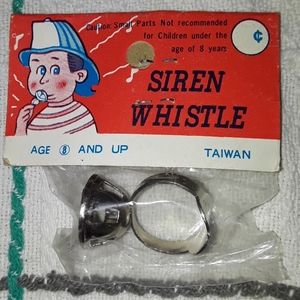 Caution: Small Parts Not recommended
for Children under the
age of 8 years
¢
SIREN
WHISTLE
AGE 8 AND UP
TAIWAN